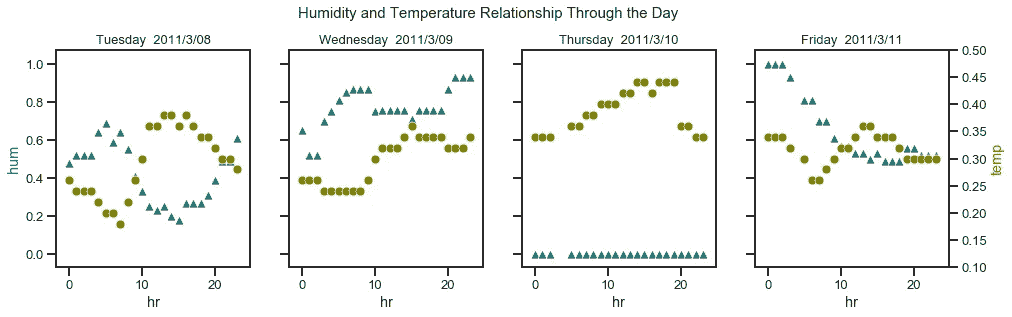 Humidity and Temperature Relationship Through the Day
Tuesday  2011/3/08
Wednesday  2011/3/09
Thursday  2011/3/10
Friday  2011/3/11
hum
1.0
0.8
0.6
0.4
0.2
0.0
0.50
0.45
0.40
0.35
0.30
0.25
0.20
0.15
0.10
temp
0 10 20
0 10 20
0 10 20
0 10 20
hr
hr
hr
hr